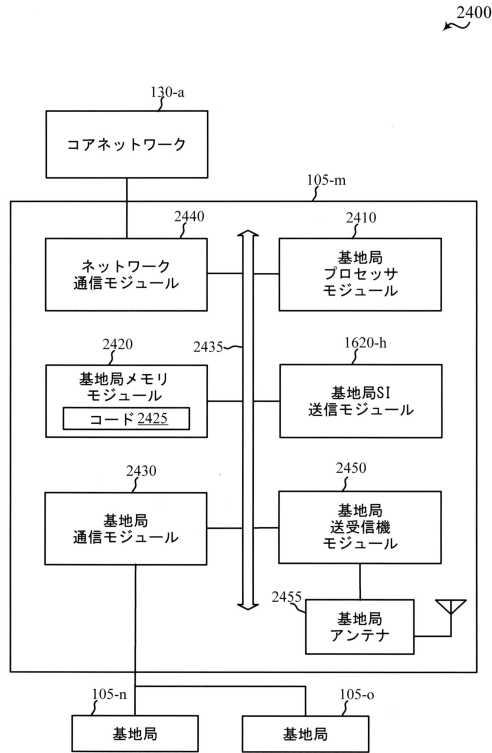 2400
130-a
コアネットワーク
105-m
2440
ネットワーク
通信モジュール
2410
基地局
プロセッサ
モジュール
2435
2420
基地局メモリ
モジュール
コード 2425
1620-h
基地局SI
送信モジュール
2430
基地局
通信モジュール
2450
基地局
送受信機
モジュール
2455
基地局
アンテナ
105-n
基地局
105-o
基地局